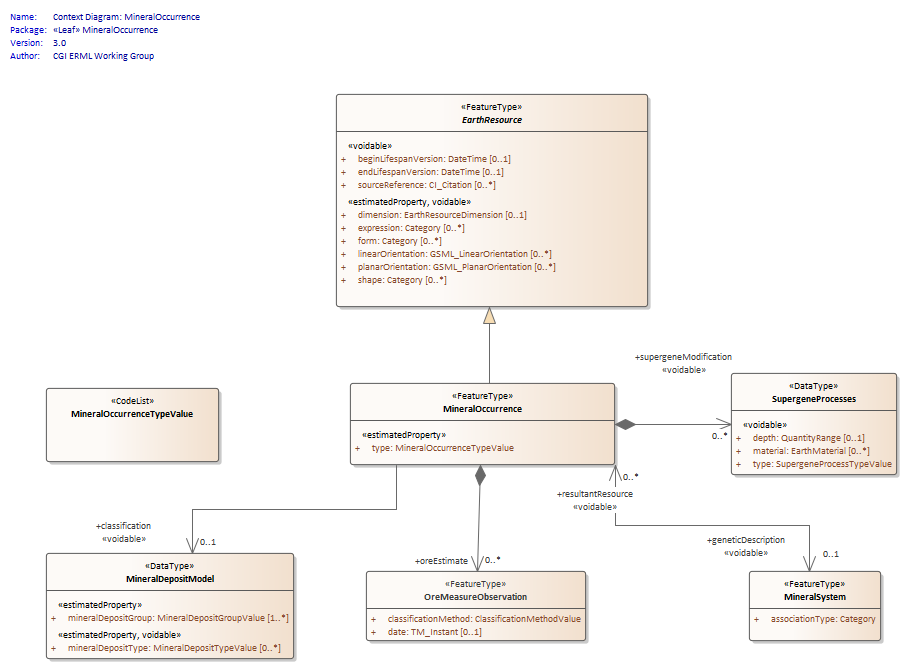 Name: Context Diagram: MineralOccurrence
Package: «Leaf» MineralOccurrence
Version: 3.0
Author: CGI ERML Working Group
«FeatureType»
EarthResource
«voidable»
+ beginLifespanVersion: DateTime [0..1]
+ endLifespanVersion: DateTime [0..1]
+ sourceReference: CI_Citation [0..*]
«estimatedProperty, voidable»
+ dimension: EarthResourceDimension [0..1]
+ expression: Category [0..*]
+ form: Category [0..*]
+ linearOrientation: GSML_LinearOrientation [0..*]
+ planarOrientation: GSML_PlanarOrientation [0..*]
+ shape: Category [0..*]
+supergeneModification
«voidable»
0..*
«CodeList»
MineralOccurrenceTypeValue
«FeatureType»
MineralOccurrence
«estimatedProperty»
+ type: MineralOccurrenceTypeValue
«DataType»
SupergeneProcesses
«voidable»
+ depth: QuantityRange [0..1]
+ material: EarthMaterial [0..*]
+ type: SupergeneProcessTypeValue
0..*
+resultantResource
«voidable»
+classification
«voidable»
0..1
+oreEstimate
0..*
+geneticDescription
«voidable»
0..1
«DataType»
MineralDepositModel
«estimatedProperty»
+ mineralDepositGroup: MineralDepositGroupValue [1..*]
«estimatedProperty, voidable»
+ mineralDepositType: MineralDepositTypeValue [0..*]
«FeatureType»
OreMeasureObservation
+ classificationMethod: ClassificationMethodValue
+ date: TM_Instant [0..1]
«FeatureType»
MineralSystem
+ associationType: Category